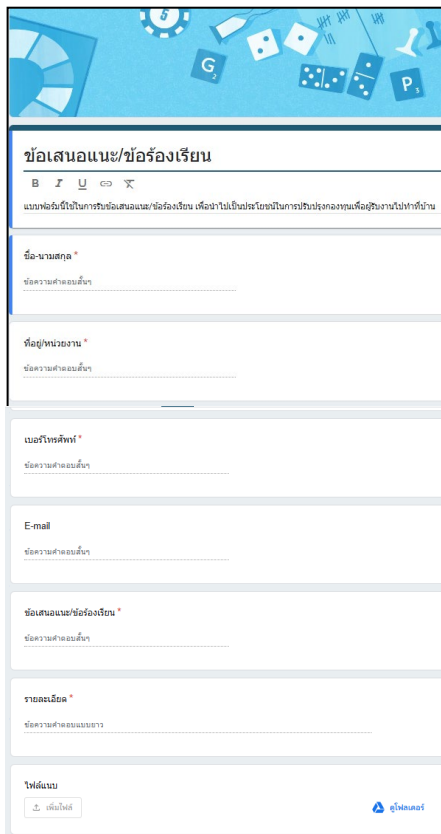 G
2
P
3
ข้อเสนอแนะ/ข้อร้องเรียน
B I U
แบบฟอร์มนี้ใช้ในการรับข้อเสนอแนะ/ข้อร้องเรียน เพื่อนำไปเป็นประโยชน์ในการปรับปรุงกองทุนเพื่อผู้รับงานไปทำที่บ้าน
ชื่อ-นามสกุล *
ข้อความคำตอบสั้นๆ
ที่อยู่/หน่วยงาน *
ข้อความคำตอบสั้นๆ
เบอร์โทรศัพท์ *
ข้อความคำตอบสั้นๆ
E-mail
ข้อความคำตอบสั้นๆ
ข้อเสนอแนะ/ข้อร้องเรียน *
ข้อความคำตอบสั้นๆ
รายละเอียด *
ข้อความคำตอบแบบยาว
ไฟล์แนบ
เพิ่มไฟล์ ดูโฟลเดอร์